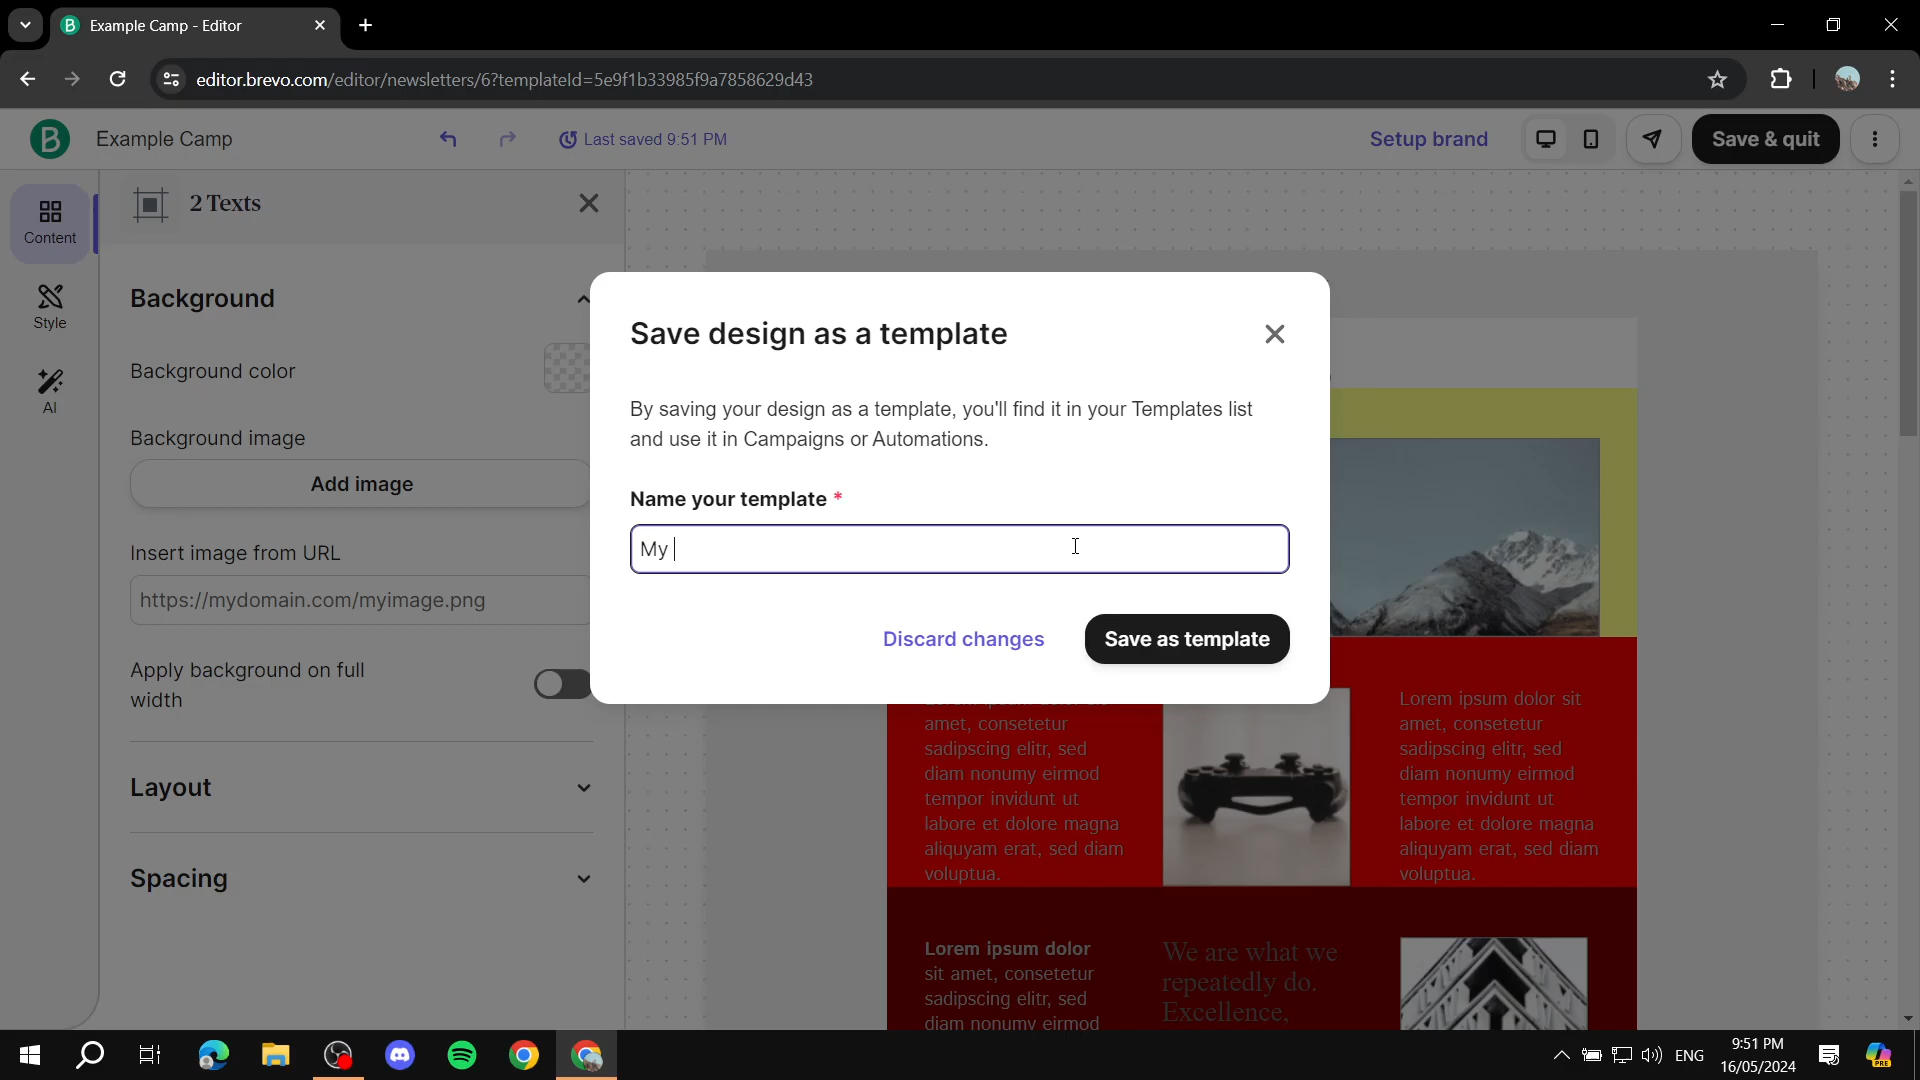 Example Camp - Editor
editor.brevo.com/editor/newsletters/6?templateId=5e9f1b33985f9a7858629d43
Example Camp
Last saved 9:51 PM
Setup brand
Save & quit
Content
Style
AI
2 Texts
Background
Background color
Background image
Add image
Insert image from URL
https://mydomain.com/myimage.png
Apply background on full
width
Layout
Spacing
Save design as a template
By saving your design as a template, you'll find it in your Templates list
and use it in Campaigns or Automations.
Name your template *
My
Discard changes
Save as template
amet, consetetur
sadipscing elitr, sed
diam nonumy eirmod
tempor invidunt ut
labore et dolore magna
aliquyam erat, sed diam
voluptua.
Lorem ipsum dolor sit
amet, consetetur
sadipscing elitr, sed
diam nonumy eirmod
tempor invidunt ut
labore et dolore magna
aliquyam erat, sed diam
voluptua.
Lorem ipsum dolor
sit amet, consetetur
sadipscing elitr, sed
diam nonumy eirmod
We are what we
repeatedly do.
Excellence,
ENG
9:51 PM
16/05/2024
PRE